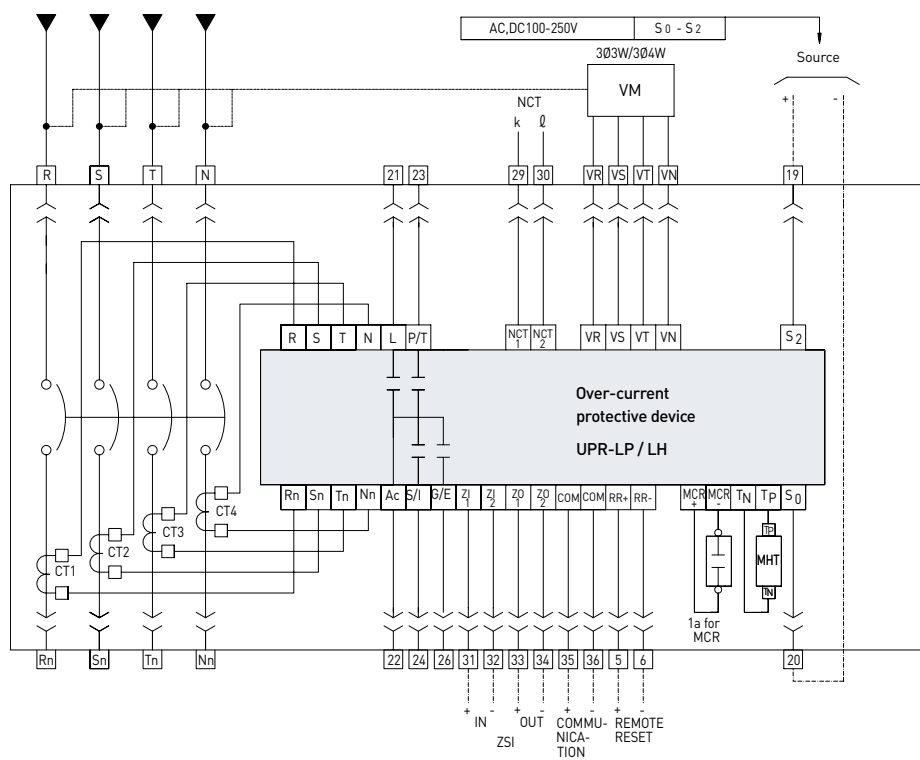 AC,DC100-250V S0 - S2
Source
+ -
3Ø3W/3Ø4W
VM
NCT
k ℓ
R S T N 21 23 29 30 VR VS VT VN 19
R S T N L P/T NCT 1 NCT 2 VR VS VT VN S2
Over-current
protective device
UPR-LP / LH
Rn Sn Tn Nn Ac S/I G/E ZI 1 ZI 2 ZO 1 ZO 2 COM COM RR+ RR- MCR + MCR - TN TP S0
CT1 CT2 CT3 CT4
TP
MHT
TN
1a for
MCR
Rn Sn Tn Nn 22 24 26 31 32 33 34 35 36 5 6 20
+ - + - + - + -
IN OUT COMMU- REMOTE
NICA- RESET
ZSI
TION